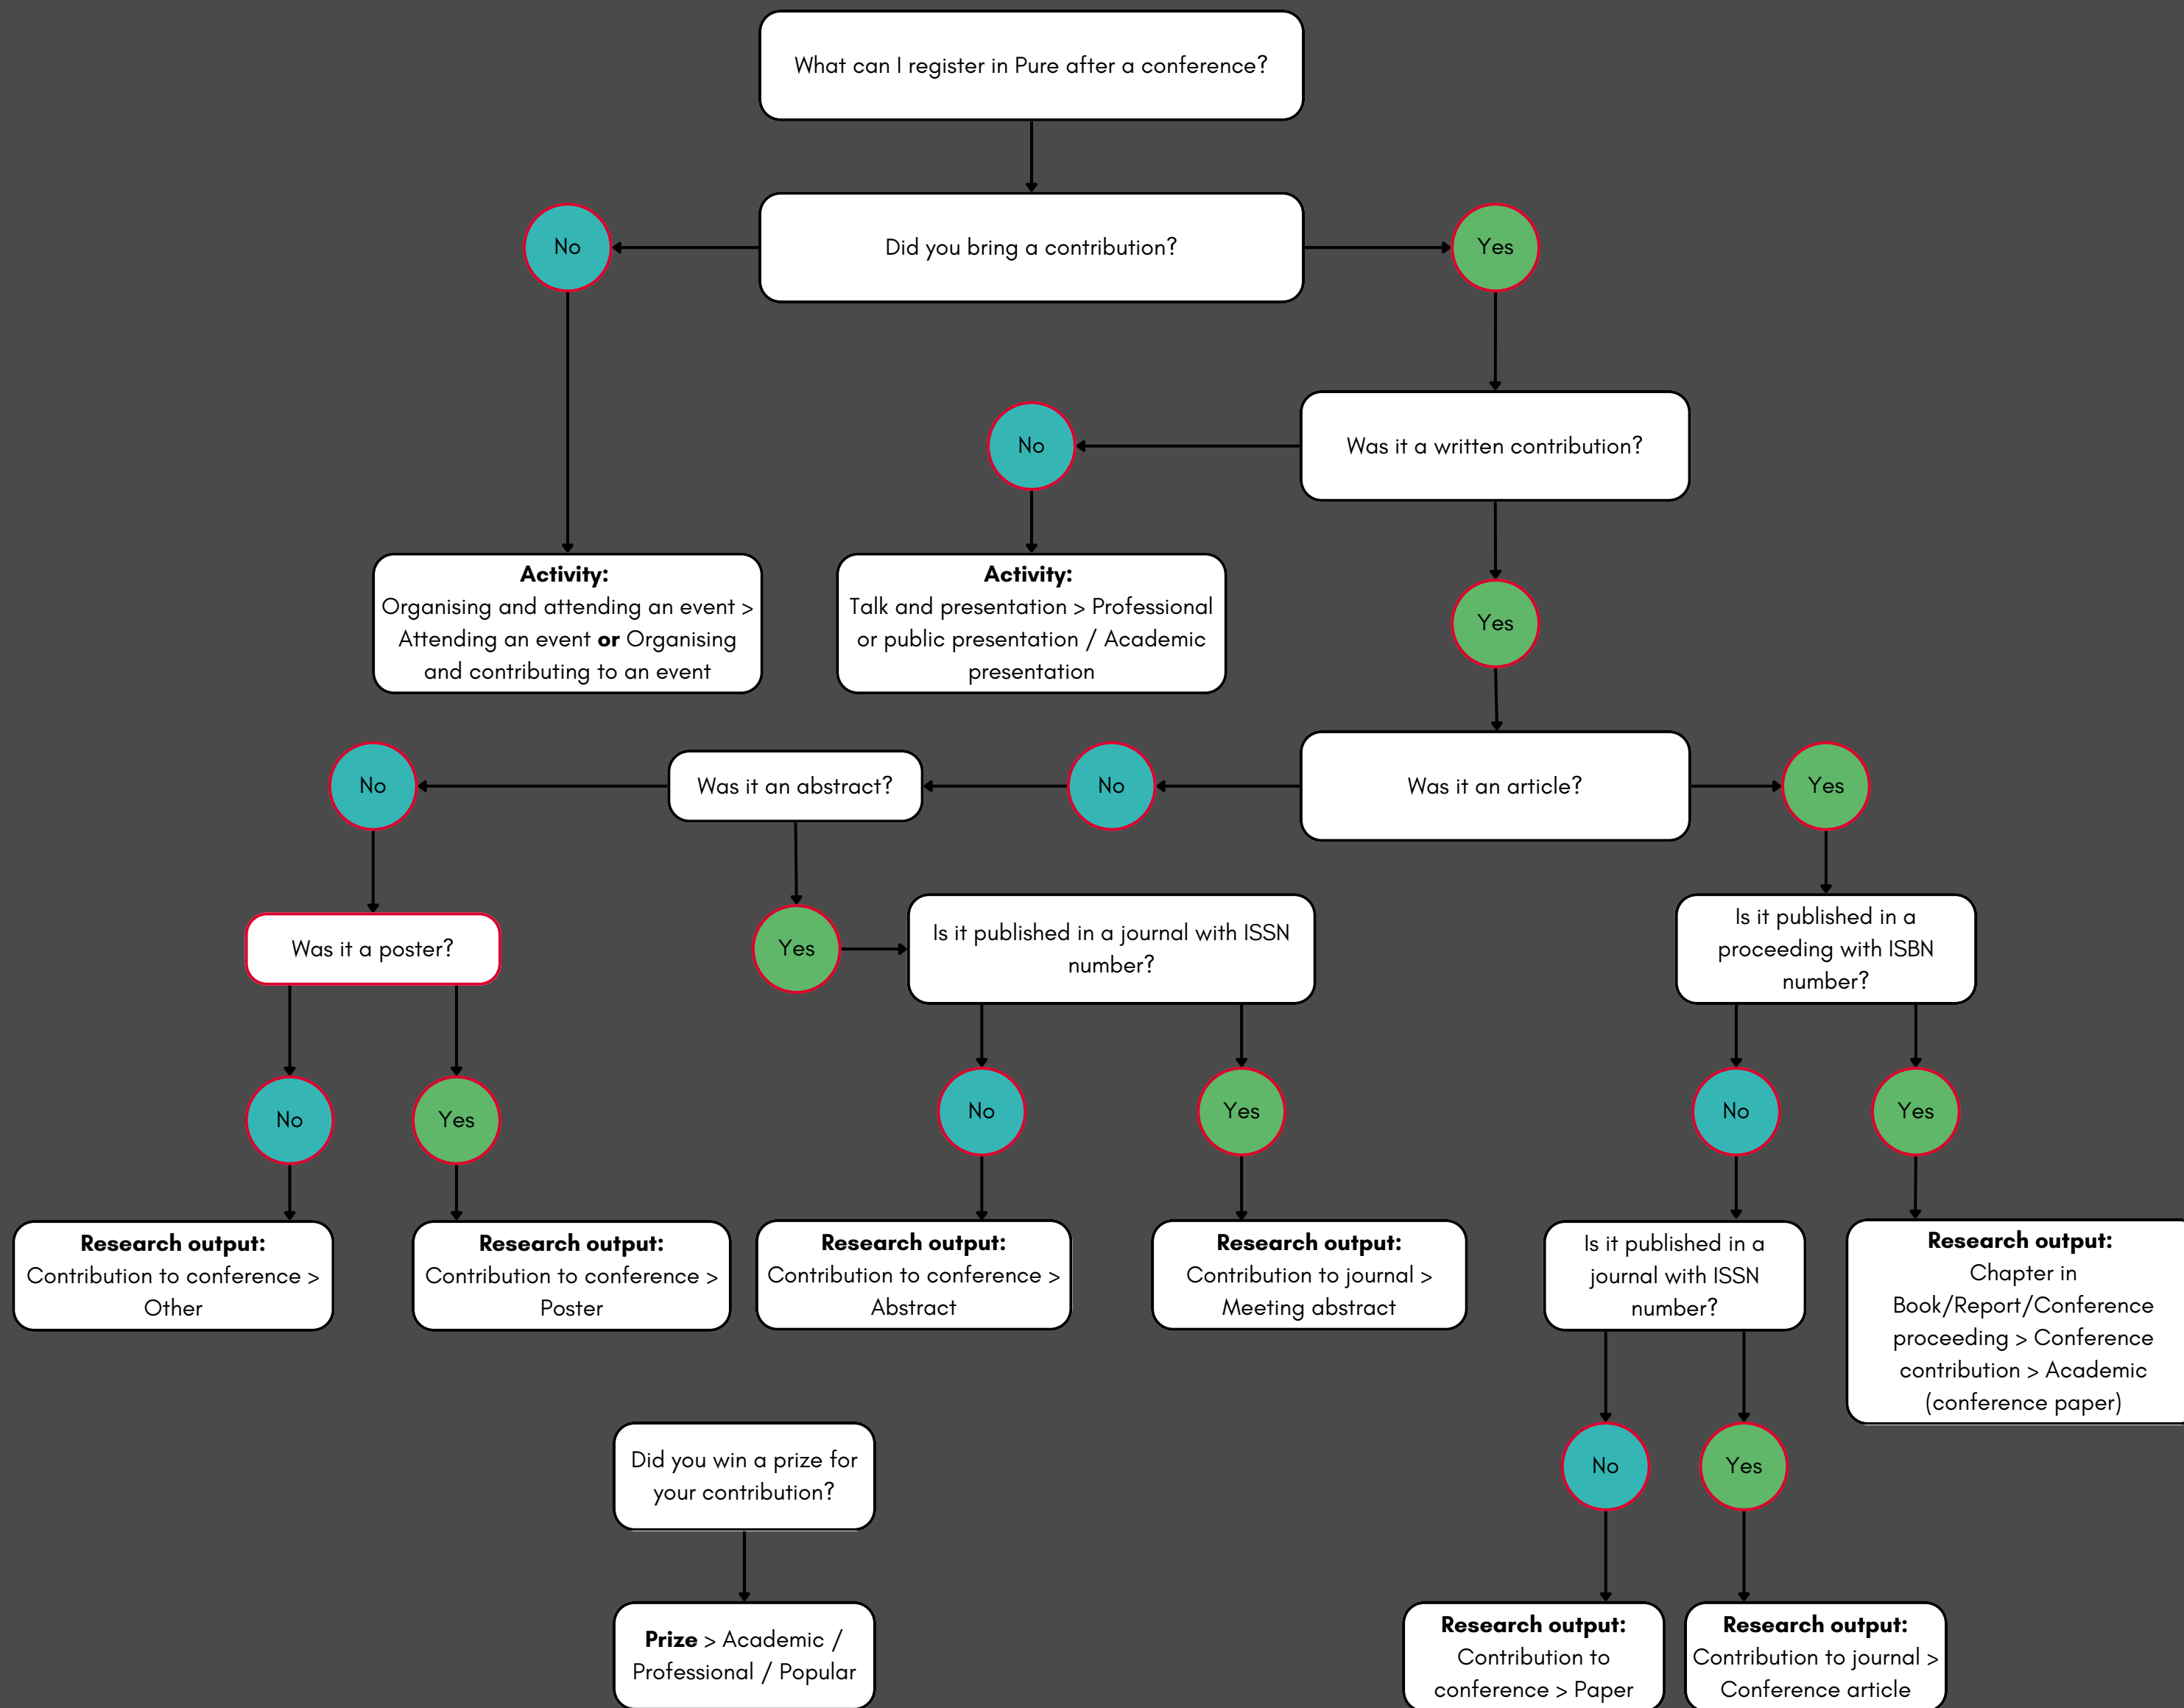 What can I register in Pure after a conference?
No
Did you bring a contribution?
Yes
No
Was it a written contribution?
Activity:
Organising and attending an event >
Attending an event or Organising
and contributing to an event
Activity:
Talk and presentation > Professional
or public presentation / Academic
presentation
Yes
No
Was it an abstract?
No
Was it an article?
Yes
Was it a poster?
Yes
Is it published in a journal with ISSN
number?
Is it published in a
proceeding with ISBN
number?
No
Yes
No
Yes
No
Yes
Research output:
Contribution to conference >
Other
Research output:
Contribution to conference >
Poster
Research output:
Contribution to conference >
Abstract
Research output:
Contribution to journal >
Meeting abstract
Is it published in a
journal with ISSN
number?
Research output:
Chapter in
Book/Report/Conference
proceeding > Conference
contribution > Academic
(conference paper)
Did you win a prize for
your contribution?
No
Yes
Prize > Academic /
Professional / Popular
Research output:
Contribution to
conference > Paper
Research output:
Contribution to journal >
Conference article